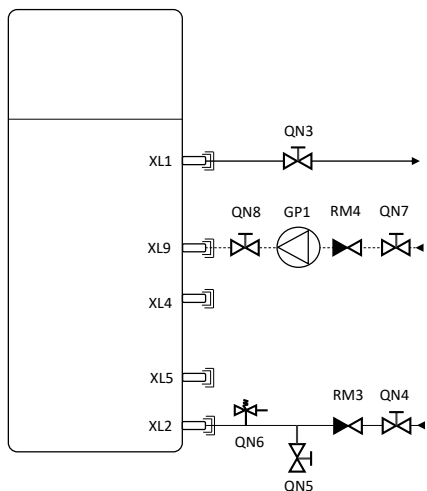 QN3
XL1
QN8 GP1 RM4 QN7
XL9
XL4
XL5
RM3 QN4
XL2
QN6
QN5